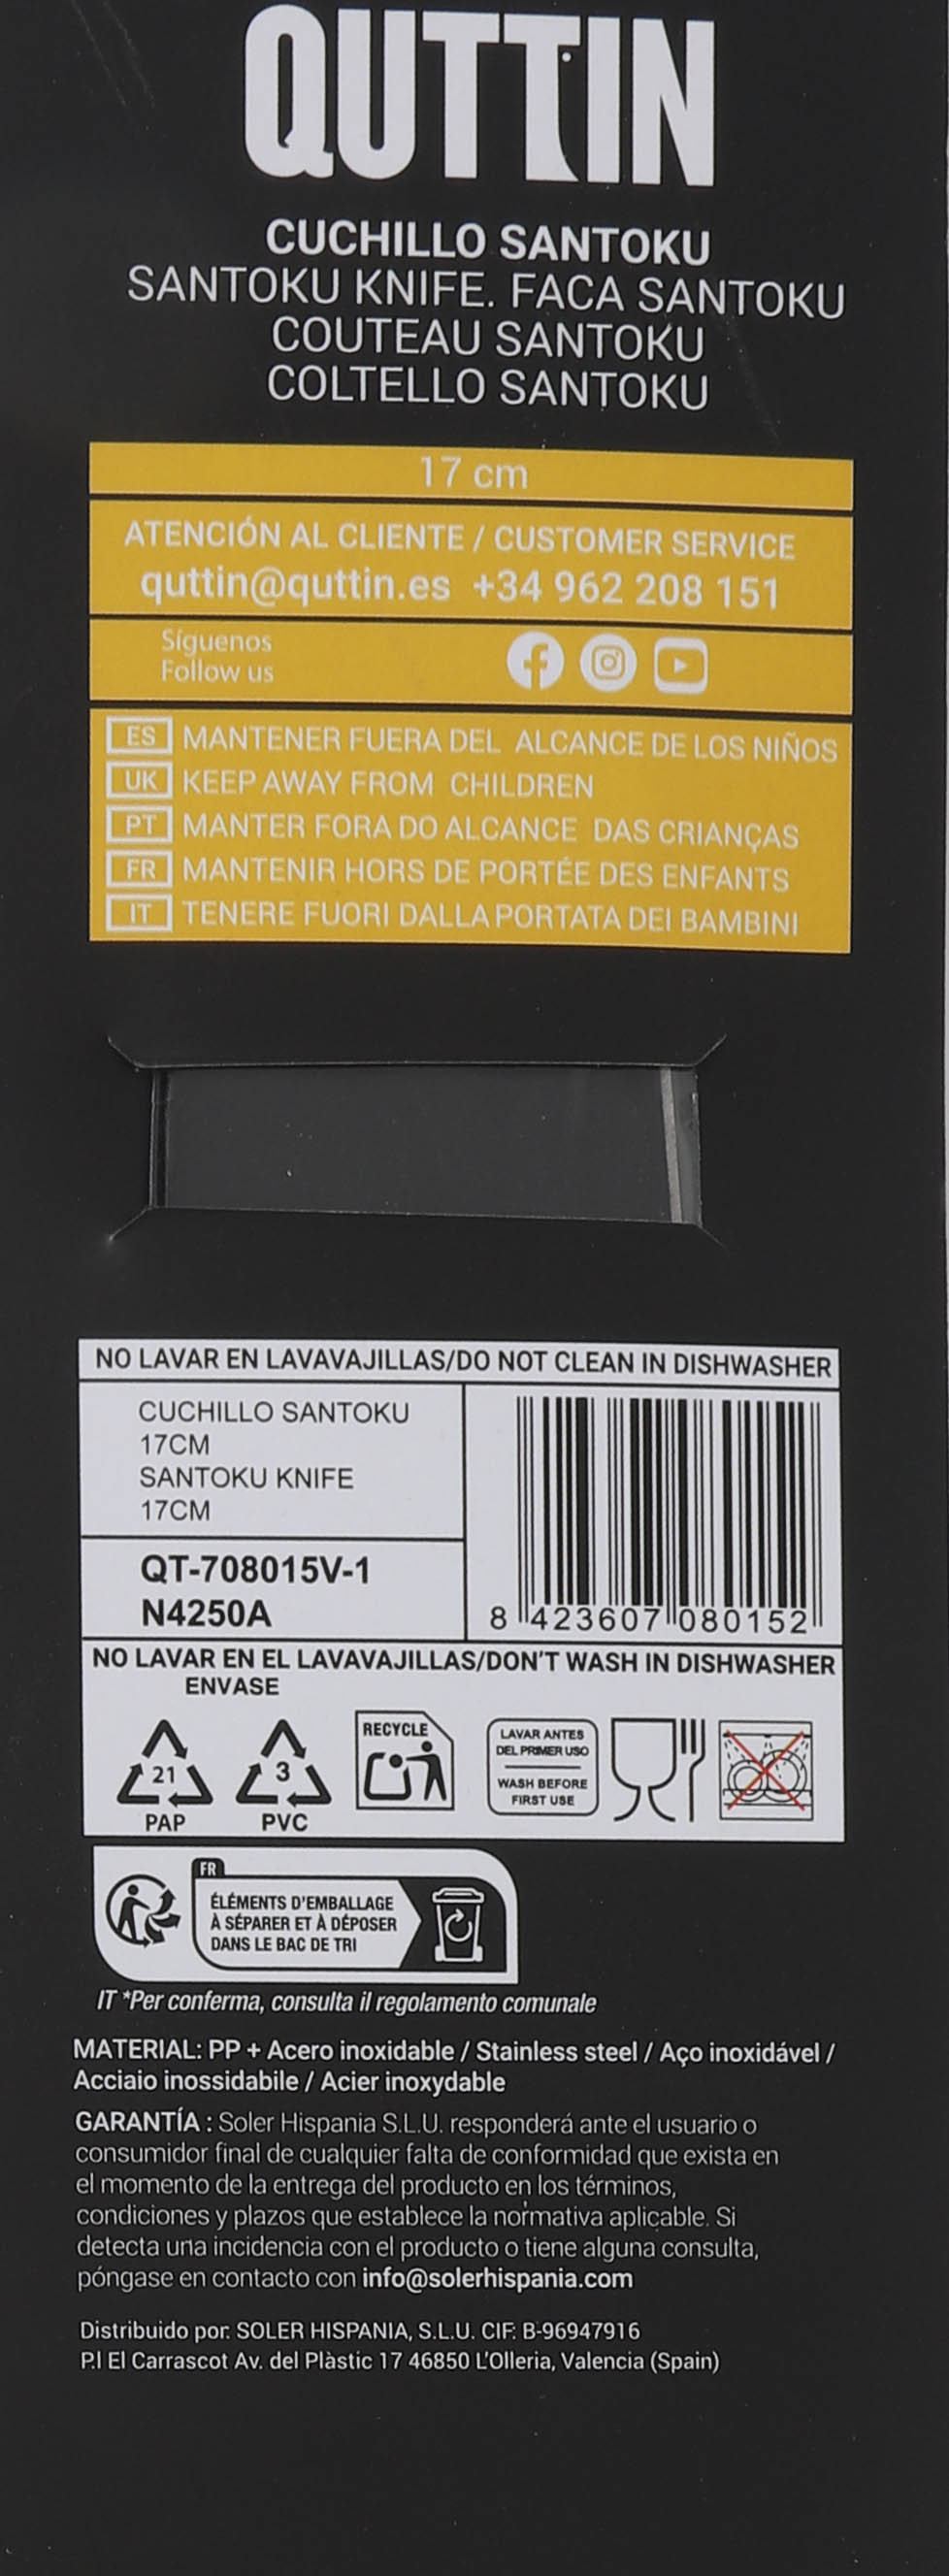 QUTTIN
CUCHILLO SANTOKU
SANTOKU KNIFE. FACA SANTOKU
COUTEAU SANTOKU
COLTELLO SANTOKU
17 cm
ATENCIÓN AL CLIENTE / CUSTOMER SERVICE
quttin@quttin.es +34 962 208 151
Síguenos
Follow us
ES MANTENER FUERA DEL ALCANCE DE LOS NIÑOS
UK KEEP AWAY FROM CHILDREN
PT MANTER FORA DO ALCANCE DAS CRIANÇAS
FR MANTENIR HORS DE PORTÉE DES ENFANTS
IT TENERE FUORI DALLA PORTATA DEI BAMBINI
NO LAVAR EN LAVAVAJILLAS/DO NOT CLEAN IN DISHWASHER
CUCHILLO SANTOKU
17CM
SANTOKU KNIFE
17CM
QT-708015V-1
N4250A
8 423607 080152
NO LAVAR EN EL LAVAVAJILLAS/DON'T WASH IN DISHWASHER
ENVASE
21
PAP
3
PVC
RECYCLE
LAVAR ANTES
DEL PRIMER USO
WASH BEFORE
FIRST USE
FR
ÉLÉMENTS D'EMBALLAGE
À SÉPARER ET À DÉPOSER
DANS LE BAC DE TRI
IT *Per conferma, consulta il regolamento comunale
MATERIAL: PP + Acero inoxidable / Stainless steel / Aço inoxidável /
Acciaio inossidabile / Acier inoxydable
GARANTÍA : Soler Hispania S.L.U. responderá ante el usuario o
consumidor final de cualquier falta de conformidad que exista en
el momento de la entrega del producto en los términos,
condiciones y plazos que establece la normativa aplicable. Si
detecta una incidencia con el producto o tiene alguna consulta,
póngase en contacto con info@solerhispania.com
Distribuido por: SOLER HISPANIA, S.L.U. CIF: B-96947916
P.I El Carrascot Av. del Plàstic 17 46850 L'Olleria, Valencia (Spain)